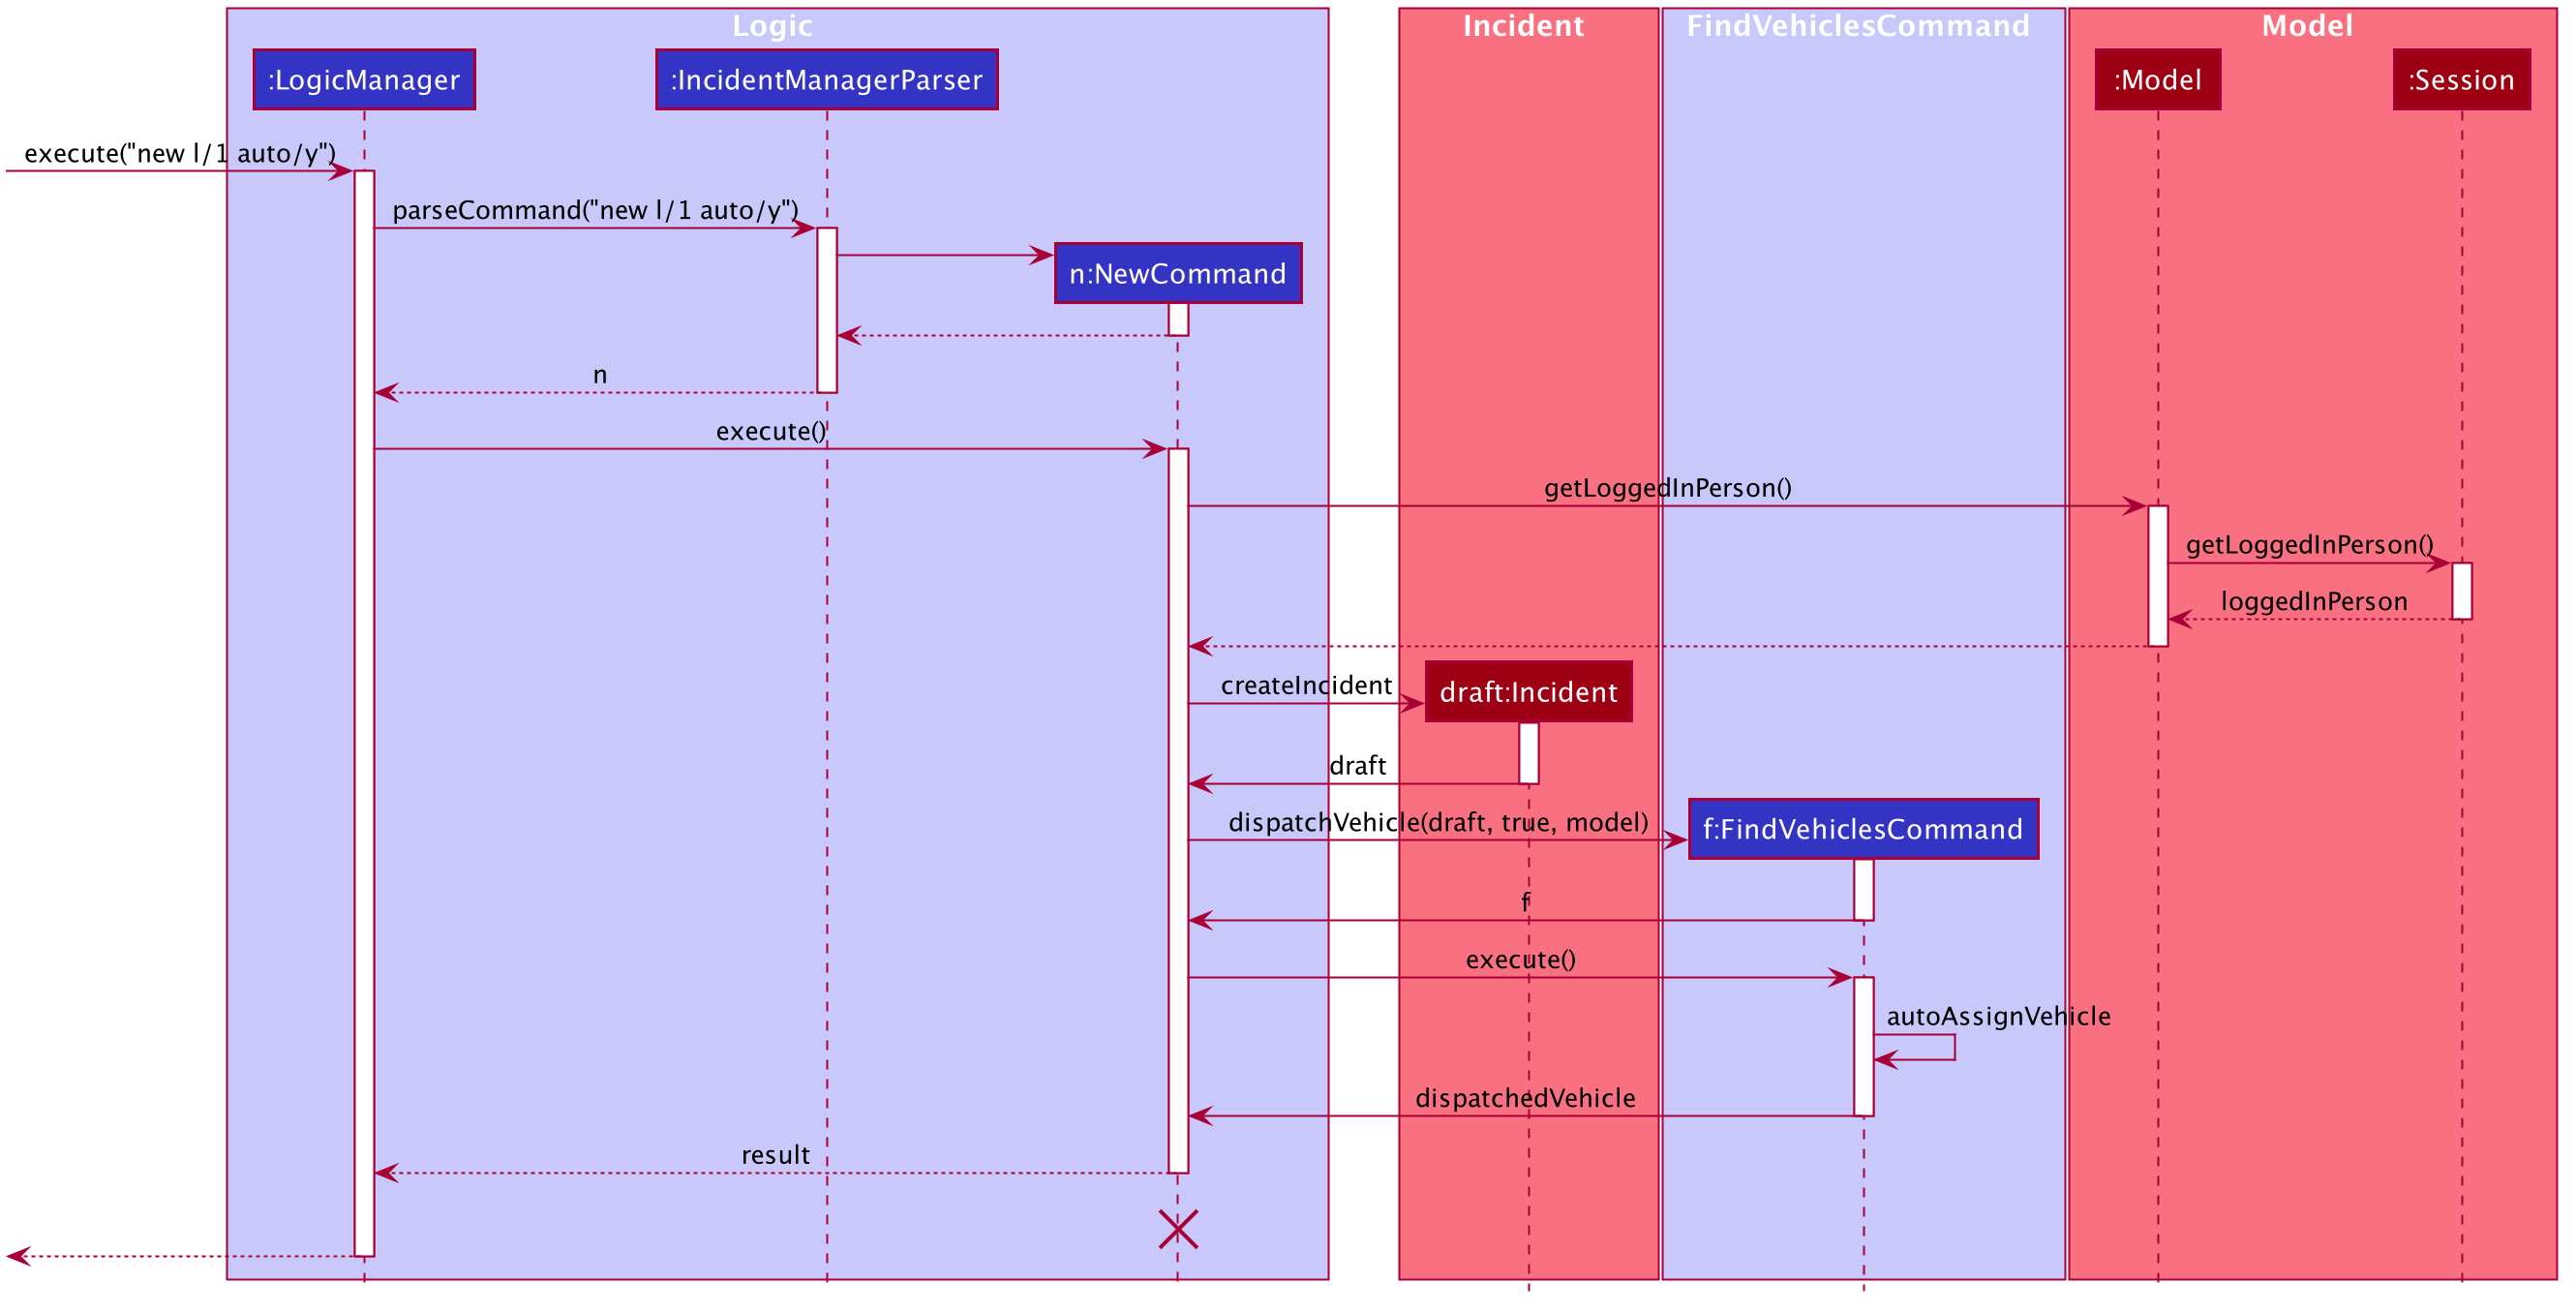 Logic
Incident
FindVehiclesCommand
Model
:LogicManager
:IncidentManagerParser
:Model
:Session
execute("new l/1 auto/y")
parseCommand("new l/1 auto/y")
n:NewCommand
n
execute()
getLoggedInPerson()
getLoggedInPerson()
loggedInPerson
createIncident
draft:Incident
draft
dispatchVehicle(draft, true, model)
f:FindVehiclesCommand
f
execute()
autoAssignVehicle
dispatchedVehicle
result